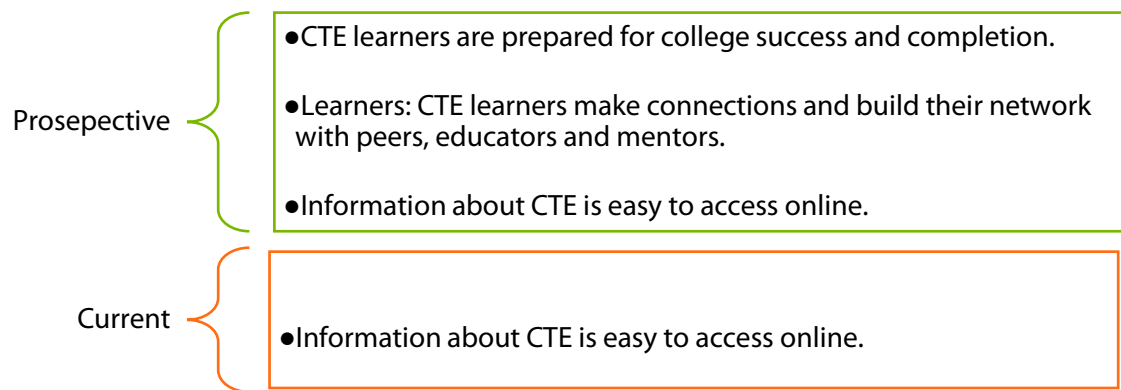 ●CTE learners are prepared for college success and completion.
Prosepective
●Learners: CTE learners make connections and build their network
with peers, educators and mentors.
●Information about CTE is easy to access online.
Current
●Information about CTE is easy to access online.